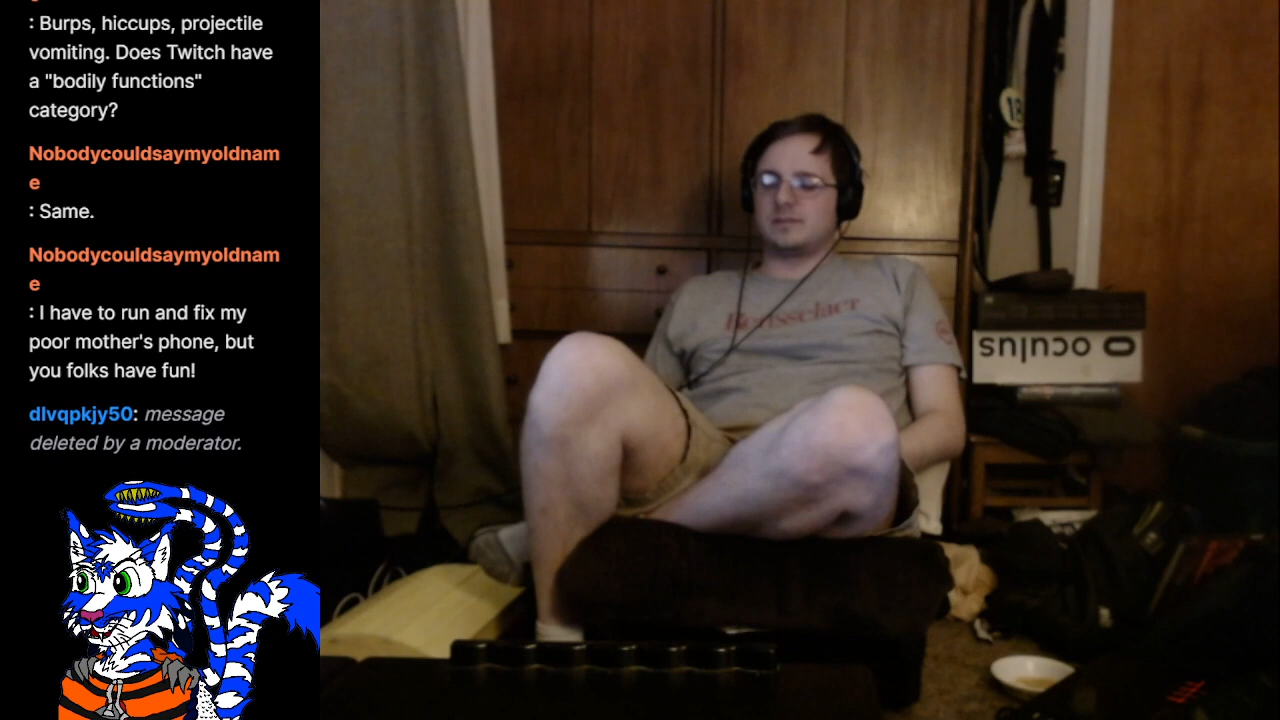 : Burps, hiccups, projectile
vomiting. Does Twitch have
a "bodily functions"
category?
Nobodycouldsaymyoldnam
e
: Same.
Nobodycouldsaymyoldnam
e
: I have to run and fix my
poor mother's phone, but
you folks have fun!
dlvqpkjy50: message
deleted by a moderator.
Rensselaer
18
oculus